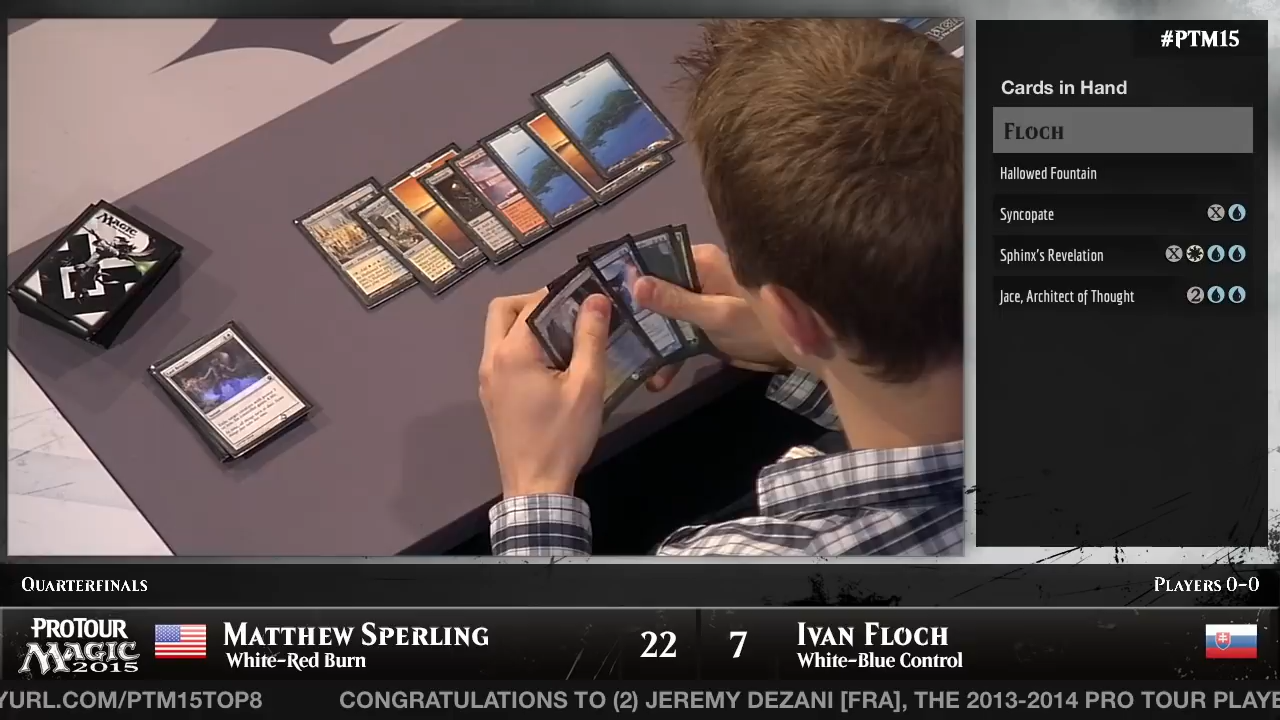 #PTM15
Cards in Hand
FLOCH
Hallowed Fountain
Syncopate X
Sphinx's Revelation X
Jace, Architect of Thought 2
MAGIC
QUARTERFINALS
PLAYERS 0-0
PROTOUR
MAGIC
2015
MATTHEW SPERLING
White-Red Burn
22
7
IVAN FLOCH
White-Blue Control
YURL.COM/PTM15TOP8 CONGRATULATIONS TO (2) JEREMY DEZANI [FRA], THE 2013-2014 PRO TOUR PLAYE